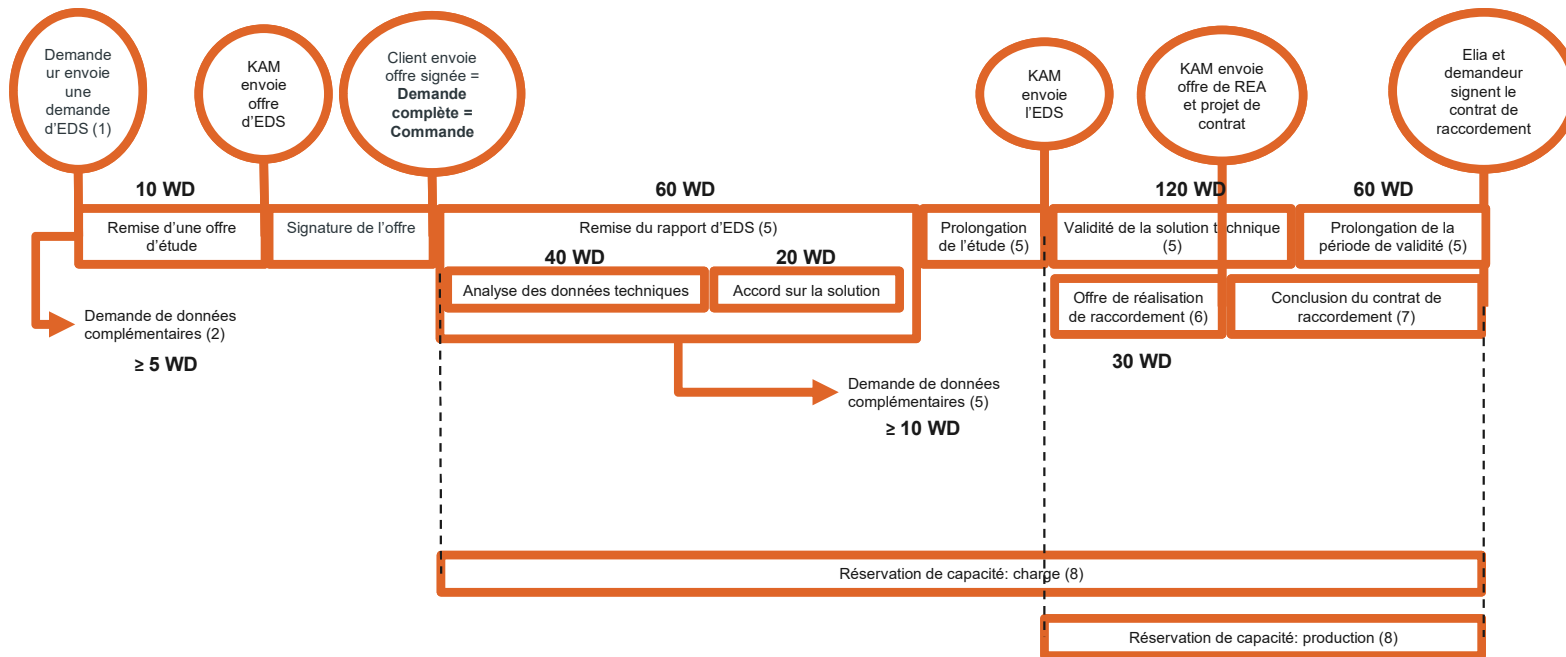 Demande
ur envoie
une
demande
d'EDS (1)
KAM
envoie
offre
d'EDS
Client envoie
offre signée =
Demande
complète =
Commande
KAM
envoie
l'EDS
KAM envoie
offre de REA
et projet de
contrat
Elia et
demandeur
signent le
contrat de
raccordement
10 WD
60 WD
120 WD
60 WD
Remise d'une offre
d'étude
Signature de l'offre
Remise du rapport d'EDS (5)
Prolongation
de l'étude (5)
Validité de la solution technique
(5)
Prolongation de la
période de validité (5)
40 WD
20 WD
Analyse des données techniques
Accord sur la solution
Offre de réalisation
de raccordement (6)
Conclusion du contrat de
raccordement (7)
30 WD
Demande de données
complémentaires (2)
≥ 5 WD
Demande de données
complémentaires (5)
≥ 10 WD
Réservation de capacité: charge (8)
Réservation de capacité: production (8)